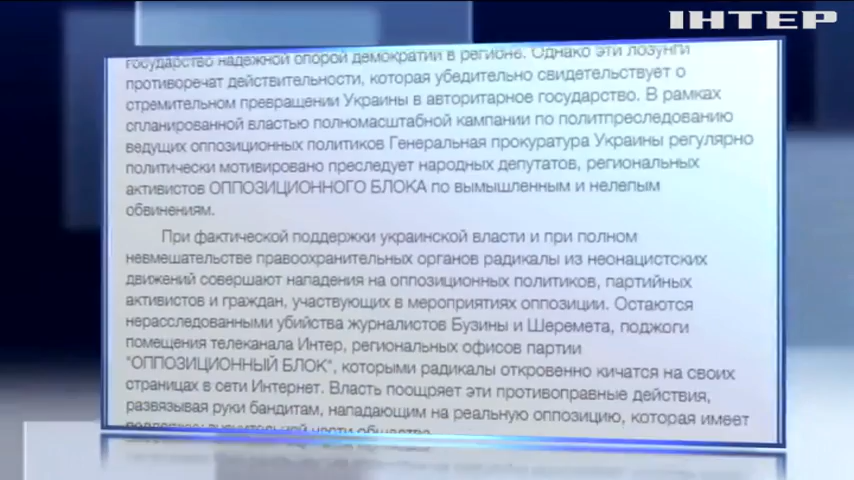 ІНТЕР
государство надежной опорой демократии в регионе. Однако эти лозунги
противоречат действительности, которая убедительно свидетельствует о
стремительном превращении Украины в авторитарное государство. В рамках
спланированной властью полномасштабной кампании по политпреследованию
ведущих оппозиционных политиков Генеральная прокуратура Украины регулярно
политически мотивировано преследует народных депутатов, региональных
активистов ОППОЗИЦИОННОГО БЛОКА по вымышленным и нелепым
обвинениям.
При фактической поддержки украинской власти и при полном
невмешательстве правоохранительных органов радикалы из неонацистских
движений совершают нападения на оппозиционных политиков, партийных
активистов и граждан, участвующих в мероприятиях оппозиции. Остаются
нерасследованными убийства журналистов Бузины и Шеремета, поджоги
помещения телеканала Интер, региональных офисов партии
"ОППОЗИЦИОННЫЙ БЛОК", которыми радикалы откровенно кичатся на своих
страницах в сети Интернет. Власть поощряет эти противоправные действия,
развязывая руки бандитам, нападающим на реальную оппозицию, которая имеет